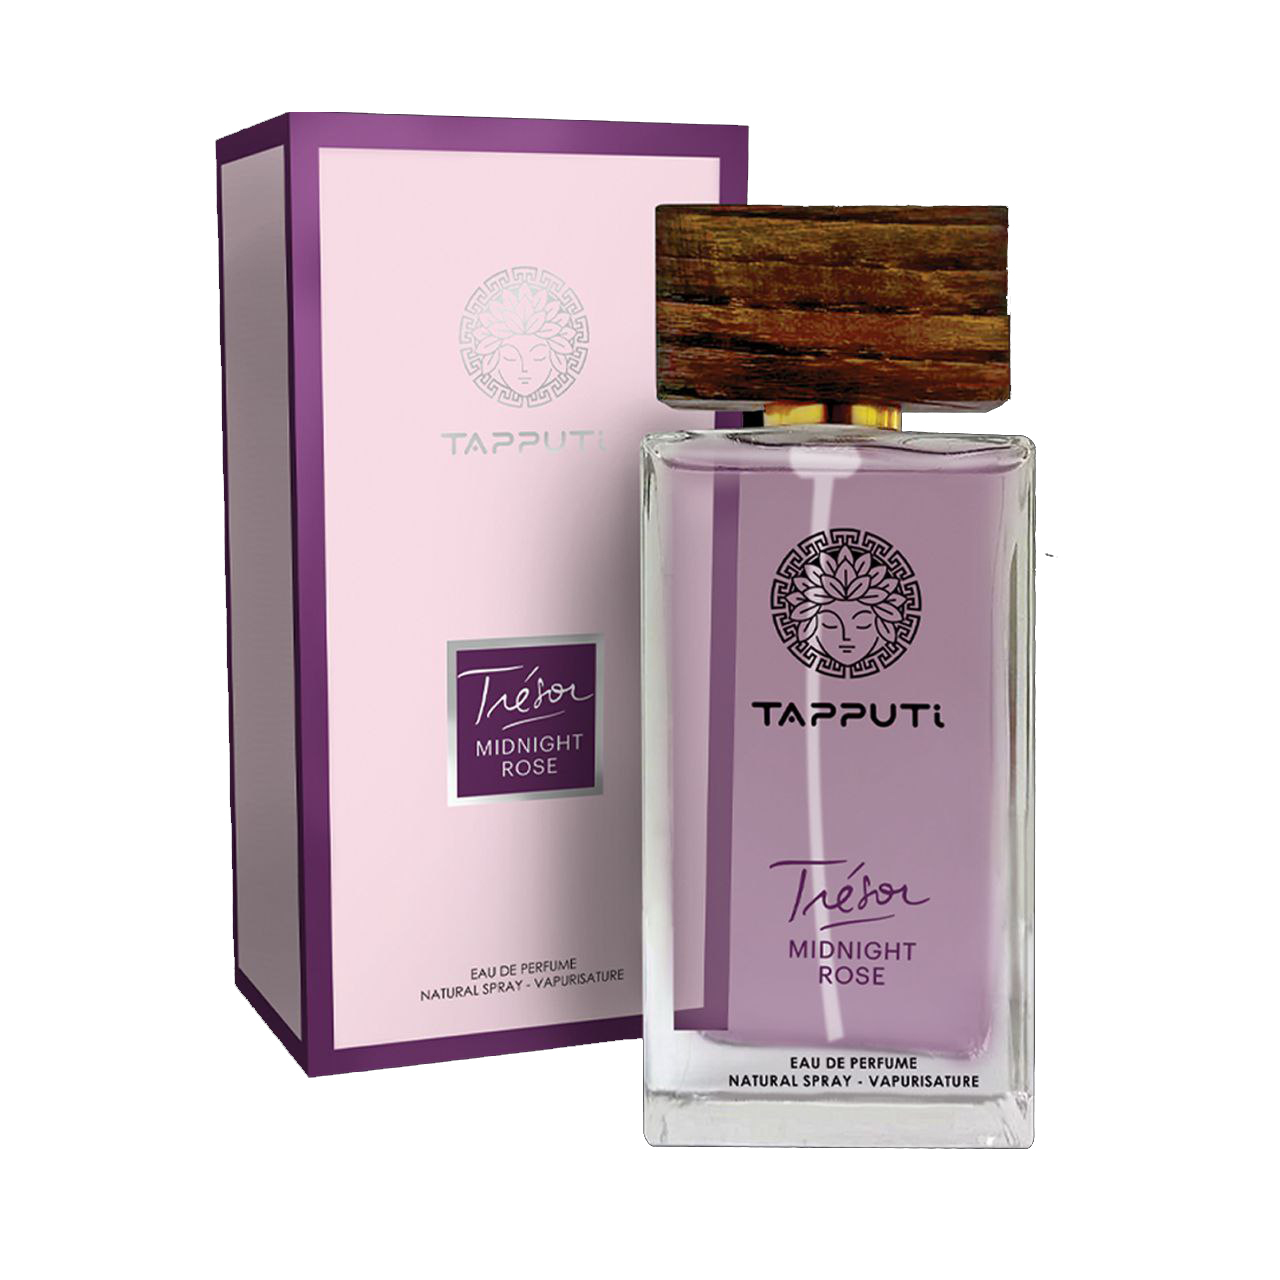 TAPPUTi
Trésor
MIDNIGHT
ROSE
EAU DE PERFUME
NATURAL SPRAY - VAPURISATURE
TAPPUTi
Trésor
MIDNIGHT
ROSE
EAU DE PERFUME
NATURAL SPRAY - VAPURISATURE